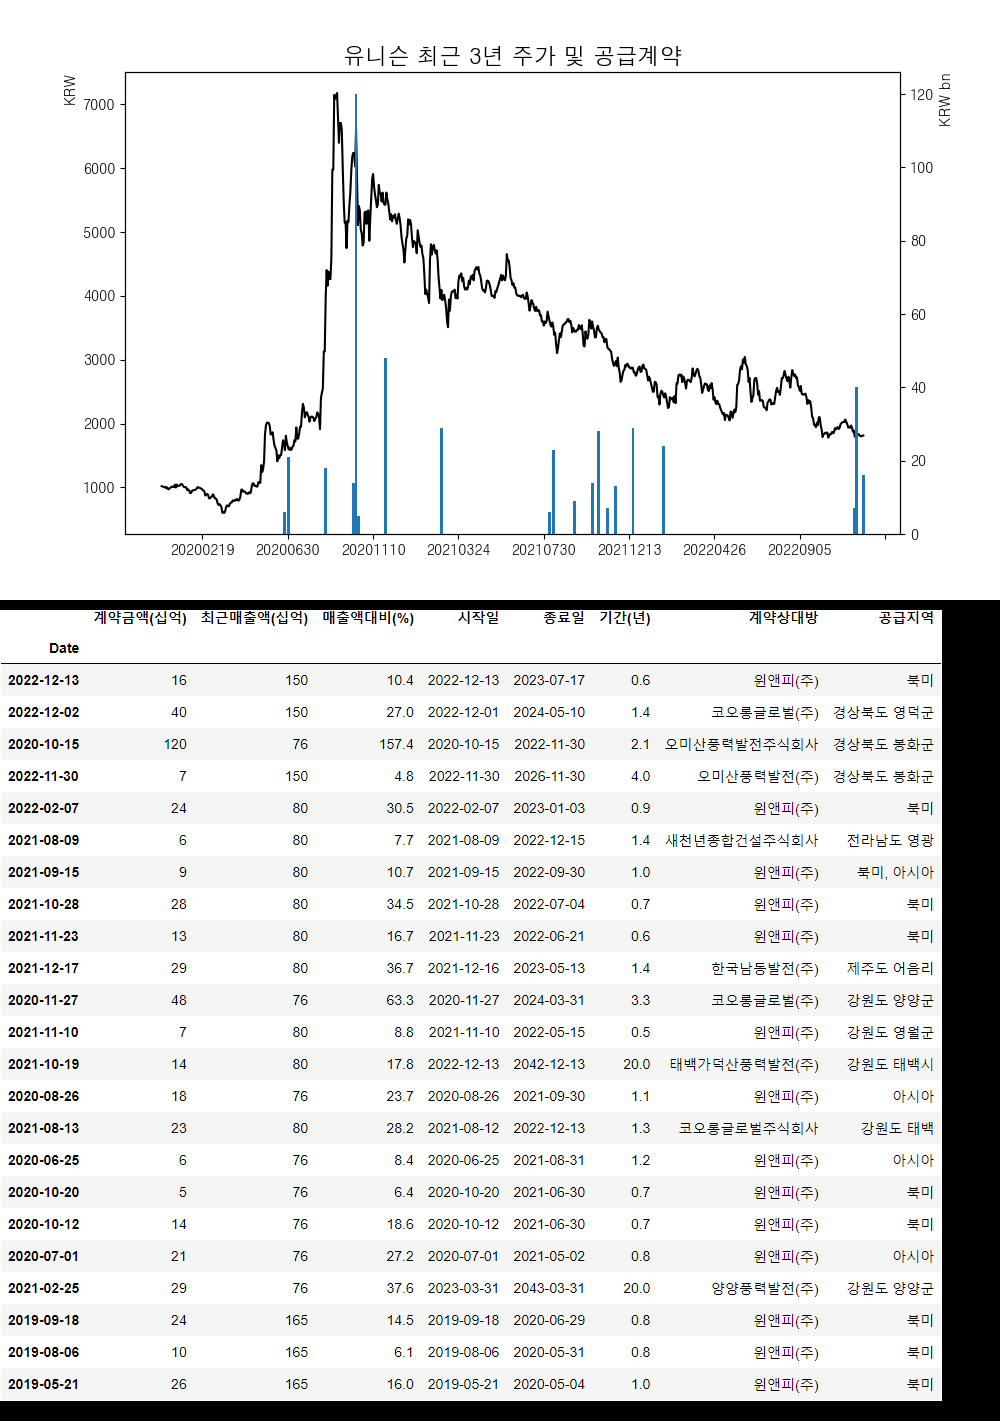 유니슨 최근 3년 주가 및 공급계약
KRW
KRW bn
7000
6000
5000
4000
3000
2000
1000
120
100
80
60
40
20
0
20200219 20200630 20201110 20210324 20210730 20211213 20220426 20220905
계약금액(십억) 최근매출액(십억) 매출액대비(%) 시작일 종료일 기간(년) 계약상대방 공급지역
Date
2022-12-13 16 150 10.4 2022-12-13 2023-07-17 0.6 윈앤피(주) 북미
2022-12-02 40 150 27.0 2022-12-01 2024-05-10 1.4 코오롱글로벌(주) 경상북도 영덕군
2020-10-15 120 76 157.4 2020-10-15 2022-11-30 2.1 오미산풍력발전주식회사 경상북도 봉화군
2022-11-30 7 150 4.8 2022-11-30 2026-11-30 4.0 오미산풍력발전(주) 경상북도 봉화군
2022-02-07 24 80 30.5 2022-02-07 2023-01-03 0.9 윈앤피(주) 북미
2021-08-09 6 80 7.7 2021-08-09 2022-12-15 1.4 새천년종합건설주식회사 전라남도 영광
2021-09-15 9 80 10.7 2021-09-15 2022-09-30 1.0 윈앤피(주) 북미, 아시아
2021-10-28 28 80 34.5 2021-10-28 2022-07-04 0.7 윈앤피(주) 북미
2021-11-23 13 80 16.7 2021-11-23 2022-06-21 0.6 윈앤피(주) 북미
2021-12-17 29 80 36.7 2021-12-16 2023-05-13 1.4 한국남동발전(주) 제주도 어음리
2020-11-27 48 76 63.3 2020-11-27 2024-03-31 3.3 코오롱글로벌(주) 강원도 양양군
2021-11-10 7 80 8.8 2021-11-10 2022-05-15 0.5 윈앤피(주) 강원도 영월군
2021-10-19 14 80 17.8 2022-12-13 2042-12-13 20.0 태백가덕산풍력발전(주) 강원도 태백시
2020-08-26 18 76 23.7 2020-08-26 2021-09-30 1.1 윈앤피(주) 아시아
2021-08-13 23 80 28.2 2021-08-12 2022-12-13 1.3 코오롱글로벌주식회사 강원도 태백
2020-06-25 6 76 8.4 2020-06-25 2021-08-31 1.2 윈앤피(주) 아시아
2020-10-20 5 76 6.4 2020-10-20 2021-06-30 0.7 윈앤피(주) 북미
2020-10-12 14 76 18.6 2020-10-12 2021-06-30 0.7 윈앤피(주) 북미
2020-07-01 21 76 27.2 2020-07-01 2021-05-02 0.8 윈앤피(주) 아시아
2021-02-25 29 76 37.6 2023-03-31 2043-03-31 20.0 양양풍력발전(주) 강원도 양양군
2019-09-18 24 165 14.5 2019-09-18 2020-06-29 0.8 윈앤피(주) 북미
2019-08-06 10 165 6.1 2019-08-06 2020-05-31 0.8 윈앤피(주) 북미
2019-05-21 26 165 16.0 2019-05-21 2020-05-04 1.0 윈앤피(주) 북미